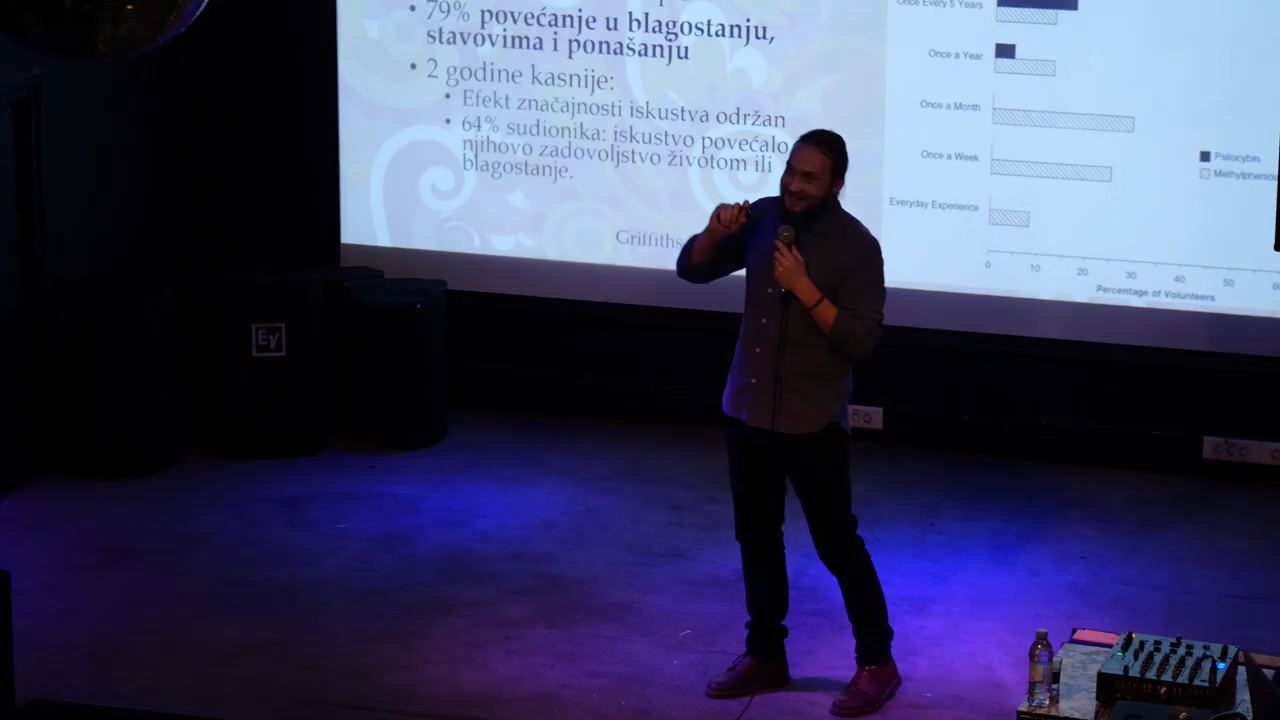 • 79% povećanje u blagostanju,
stavovima i ponašanju
• 2 godine kasnije:
• Efekt značajnosti iskustva održan
• 64% sudionika: iskustvo povećalo
njihovo zadovoljstvo životom ili
blagostanje.
Griffiths
Once Every 5 Years
Once a Year
Once a Month
Once a Week
Everyday Experience
Psilocybin
Methylphenida
0 10 20 30 40 50
Percentage of Volunteers
EV